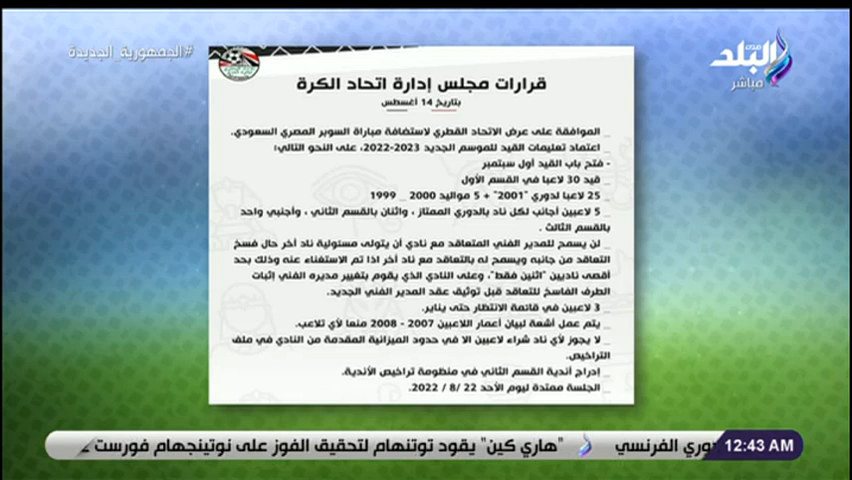 #الجمهورية_الجديدة
صدى
البلد
مباشر
قرارات مجلس إدارة اتحاد الكرة
بتاريخ 14 أغسطس
_ الموافقة على عرض الاتحاد القطري لاستضافة مباراة السوبر المصري السعودي.
_ اعتماد تعليمات القيد للموسم الجديد 2023-2022، على النحو التالي:
- فتح باب القيد أول سبتمبر
_ قيد 30 لاعبا في القسم الأول
_ 25 لاعبا لدوري "2001" + 5 مواليد 2000 _ 1999
_ 5 لاعبين أجانب لكل ناد بالدوري الممتاز ، واثنان بالقسم الثاني ، وأجنبي واحد
بالقسم الثالث .
_ لن يسمح للمدير الفني المتعاقد مع نادي أن يتولى مسئولية ناد أخر حال فسخ
التعاقد من جانبه ويسمح له بالتعاقد مع ناد أخر اذا تم الاستغناء عنه وذلك بحد
أقصى ناديين "اثنين فقط"، وعلى النادي الذي يقوم بتغيير مديره الفني إثبات
الطرف الفاسخ للتعاقد قبل توثيق عقد المدير الفني الجديد.
_ 3 لاعبين في قائمة الانتظار حتى يناير.
_ يتم عمل أشعة لبيان أعمار اللاعبين 2007 - 2008 منعا لأي تلاعب.
_ لا يجوز لأي ناد شراء لاعبين الا في حدود الميزانية المقدمة من النادي في ملف
التراخيص.
_ إدراج أندية القسم الثاني في منظومة تراخيص الأندية.
_ الجلسة ممتدة ليوم الأحد 22 /8 / 2022.
12:43 AM
دوري الفرنسي "هاري كين" يقود توتنهام لتحقيق الفوز على نوتينجهام فورست